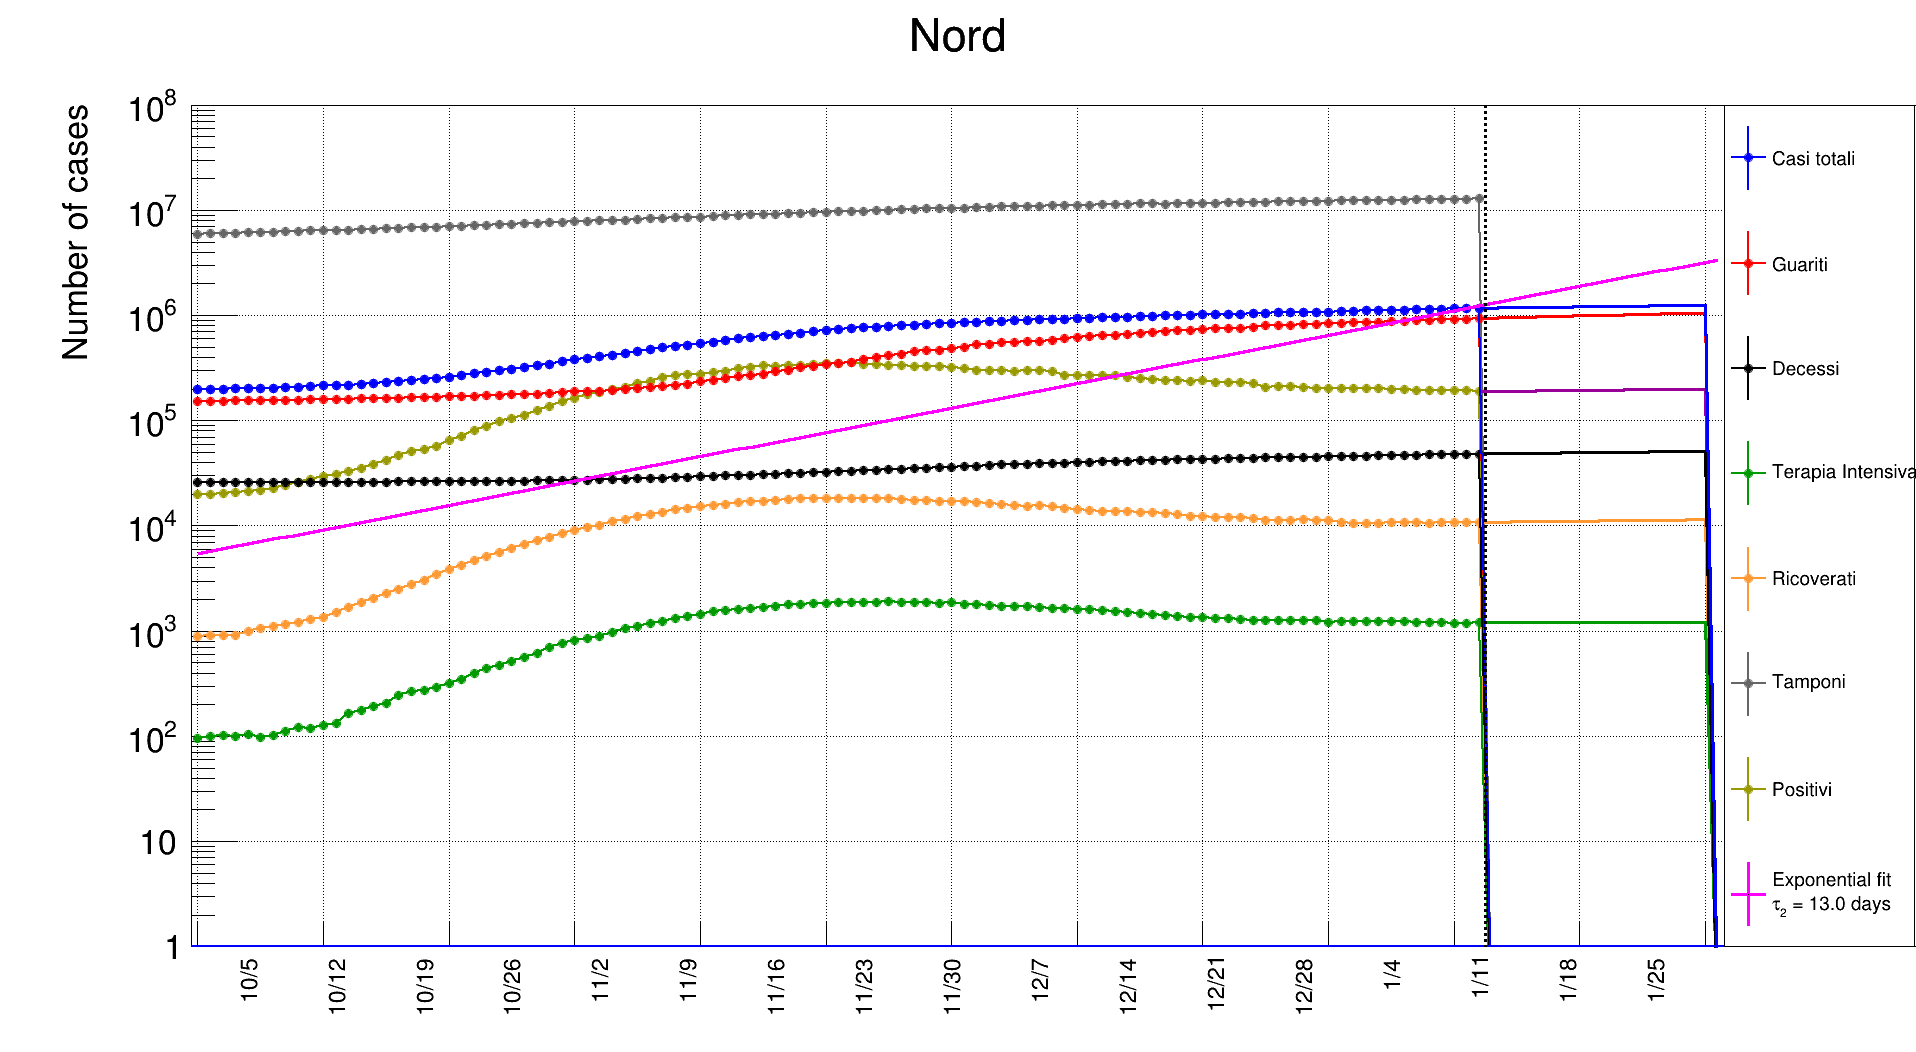 Nord
Number of cases
10^8
10^7
10^6
10^5
10^4
10^3
10^2
10
1
10/5
10/12
10/19
10/26
11/2
11/9
11/16
11/23
11/30
12/7
12/14
12/21
12/28
1/4
1/11
1/18
1/25
Casi totali
Guariti
Decessi
Terapia Intensiva
Ricoverati
Tamponi
Positivi
Exponential fit
τ₂ = 13.0 days